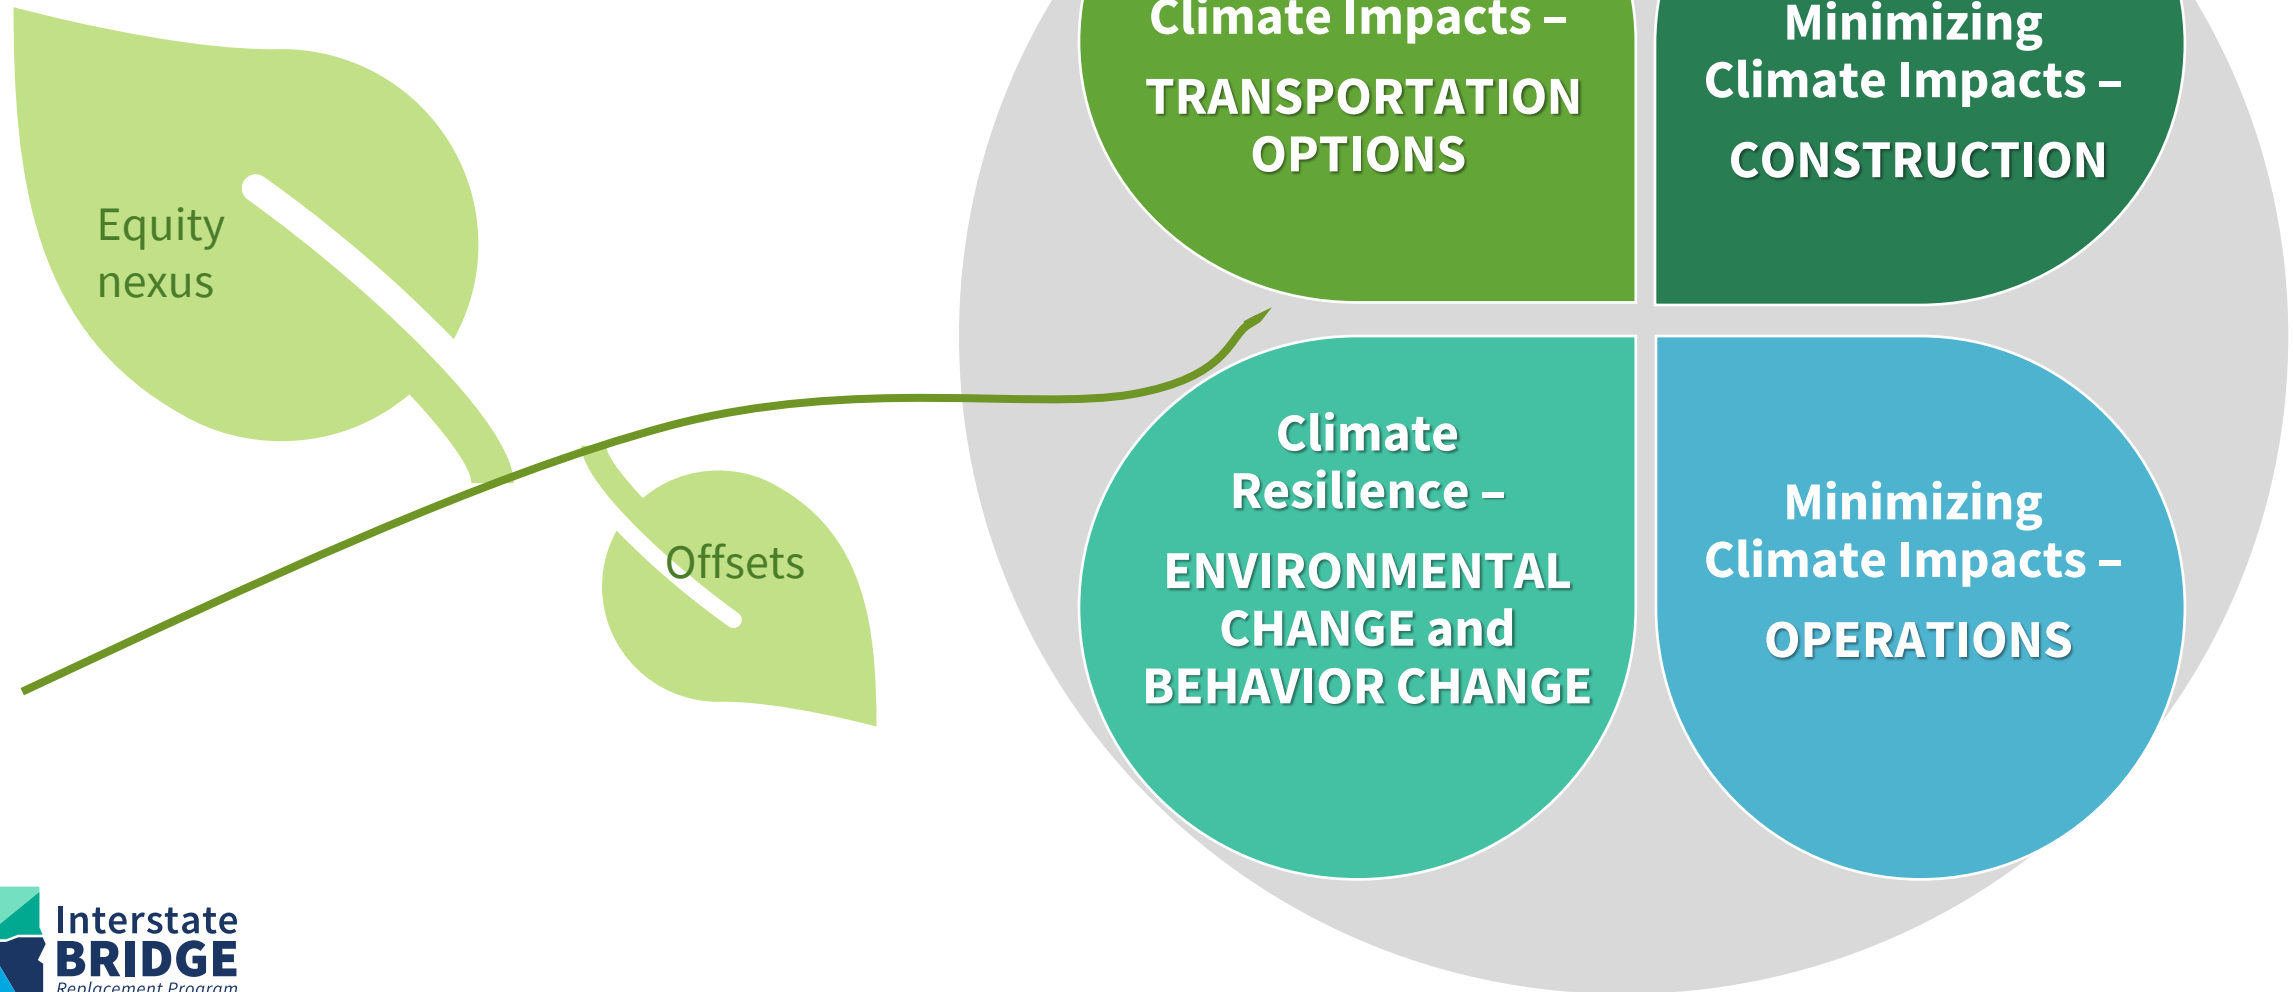 Climate Impacts –
TRANSPORTATION
OPTIONS
Minimizing
Climate Impacts –
CONSTRUCTION
Equity
nexus
Climate
Resilience –
ENVIRONMENTAL
CHANGE and
BEHAVIOR CHANGE
Minimizing
Climate Impacts –
OPERATIONS
Offsets
Interstate
BRIDGE
Replacement Program